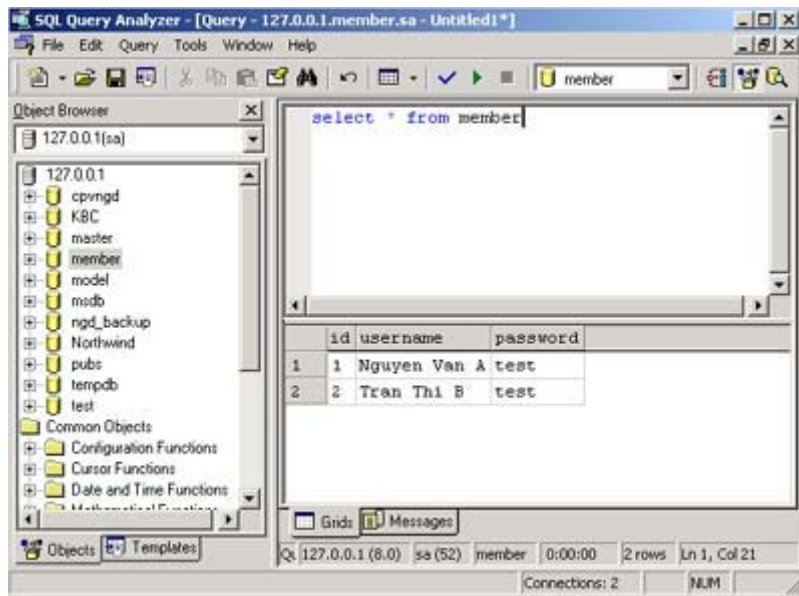 SQL Query Analyzer - [Query - 127.0.0.1.member.sa - Untitled1*]
File Edit Query Tools Window Help
member
Object Browser
127.0.0.1(sa)
127.0.0.1
cpvngd
KBC
master
member
model
msdb
ngd_backup
Northwind
pubs
tempdb
test
Common Objects
Configuration Functions
Cursor Functions
Date and Time Functions
Mathematical Functions
Objects Templates
select * from member
id username password
1 1 Nguyen Van A test
2 2 Tran Thi B test
Grids Messages
127.0.0.1 (8.0) sa (52) member 0:00:00 2 rows Ln 1, Col 21
Connections: 2 NUM